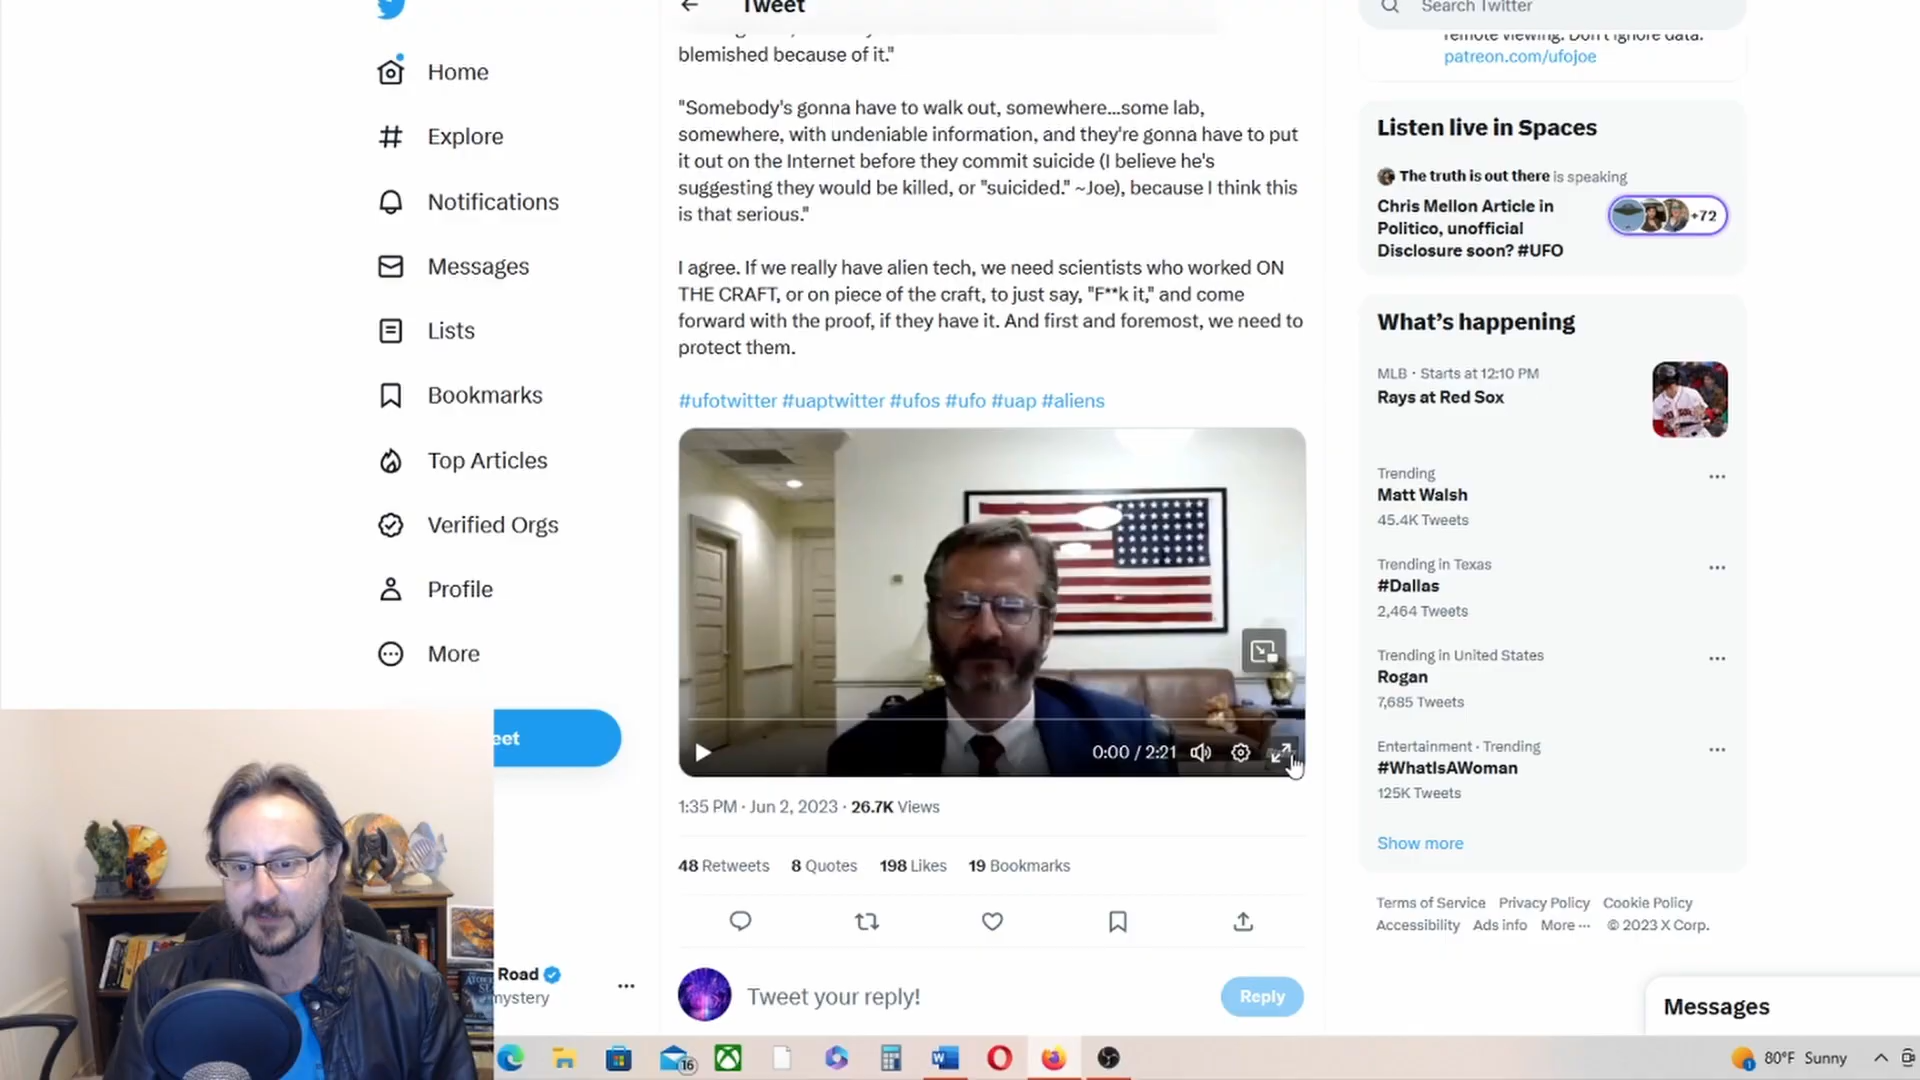 Tweet
Search Twitter
Home
Explore
Notifications
Messages
Lists
Bookmarks
Top Articles
Verified Orgs
Profile
More
eet
Road
mystery
blemished because of it."
"Somebody's gonna have to walk out, somewhere...some lab,
somewhere, with undeniable information, and they're gonna have to put
it out on the Internet before they commit suicide (I believe he's
suggesting they would be killed, or "suicided." ~Joe), because I think this
is that serious."
I agree. If we really have alien tech, we need scientists who worked ON
THE CRAFT, or on piece of the craft, to just say, "F**k it," and come
forward with the proof, if they have it. And first and foremost, we need to
protect them.
#ufotwitter #uaptwitter #ufos #ufo #uap #aliens
0:00 / 2:21
1:35 PM · Jun 2, 2023 · 26.7K Views
48 Retweets 8 Quotes 198 Likes 19 Bookmarks
Tweet your reply!
Reply
remote viewing. Don't ignore data.
patreon.com/ufojoe
Listen live in Spaces
The truth is out there is speaking
Chris Mellon Article in
Politico, unofficial
Disclosure soon? #UFO
+72
What's happening
MLB · Starts at 12:10 PM
Rays at Red Sox
Trending
Matt Walsh
45.4K Tweets
Trending in Texas
#Dallas
2,464 Tweets
Trending in United States
Rogan
7,685 Tweets
Entertainment · Trending
#WhatIsAWoman
125K Tweets
Show more
Terms of Service Privacy Policy Cookie Policy
Accessibility Ads info More ··· © 2023 X Corp.
Messages
16
80°F Sunny